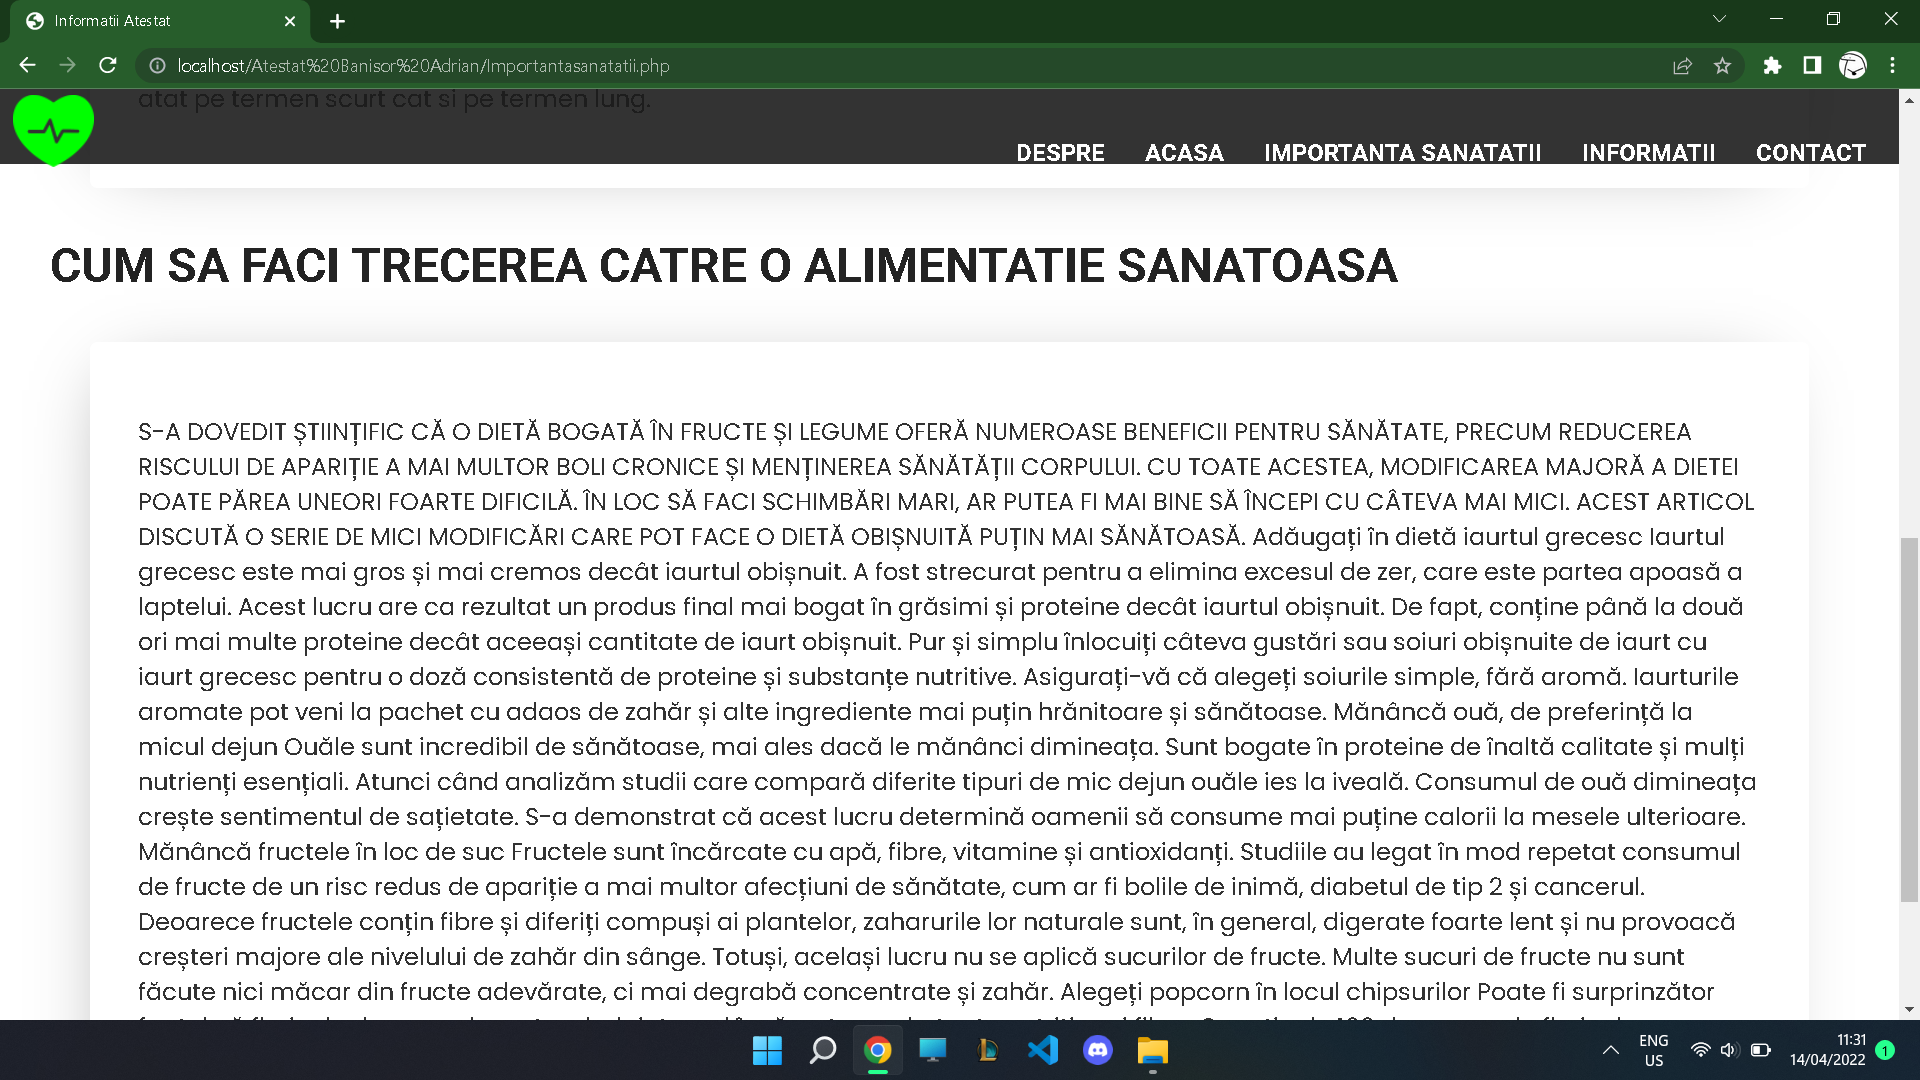 Informatii Atestat
localhost/Atestat%20Banisor%20Adrian/Importantasanatatii.php
atat pe termen scurt cat si pe termen lung.
DESPRE ACASA IMPORTANTA SANATATII INFORMATII CONTACT
CUM SA FACI TRECEREA CATRE O ALIMENTATIE SANATOASA
S-A DOVEDIT ȘTIINȚIFIC CĂ O DIETĂ BOGATĂ ÎN FRUCTE ȘI LEGUME OFERĂ NUMEROASE BENEFICII PENTRU SĂNĂTATE, PRECUM REDUCEREA
RISCULUI DE APARIȚIE A MAI MULTOR BOLI CRONICE ȘI MENȚINEREA SĂNĂTĂȚII CORPULUI. CU TOATE ACESTEA, MODIFICAREA MAJORĂ A DIETEI
POATE PĂREA UNEORI FOARTE DIFICILĂ. ÎN LOC SĂ FACI SCHIMBĂRI MARI, AR PUTEA FI MAI BINE SĂ ÎNCEPI CU CÂTEVA MAI MICI. ACEST ARTICOL
DISCUTĂ O SERIE DE MICI MODIFICĂRI CARE POT FACE O DIETĂ OBIȘNUITĂ PUȚIN MAI SĂNĂTOASĂ. Adăugați în dietă iaurtul grecesc Iaurtul
grecesc este mai gros și mai cremos decât iaurtul obișnuit. A fost strecurat pentru a elimina excesul de zer, care este partea apoasă a
laptelui. Acest lucru are ca rezultat un produs final mai bogat în grăsimi și proteine decât iaurtul obișnuit. De fapt, conține până la două
ori mai multe proteine decât aceeași cantitate de iaurt obișnuit. Pur și simplu înlocuiți câteva gustări sau soiuri obișnuite de iaurt cu
iaurt grecesc pentru o doză consistentă de proteine și substanțe nutritive. Asigurați-vă că alegeți soiurile simple, fără aromă. Iaurturile
aromate pot veni la pachet cu adaos de zahăr și alte ingrediente mai puțin hrănitoare și sănătoase. Mănâncă ouă, de preferință la
micul dejun Ouăle sunt incredibil de sănătoase, mai ales dacă le mănânci dimineața. Sunt bogate în proteine de înaltă calitate și mulți
nutrienți esențiali. Atunci când analizăm studii care compară diferite tipuri de mic dejun ouăle ies la iveală. Consumul de ouă dimineața
crește sentimentul de sațietate. S-a demonstrat că acest lucru determină oamenii să consume mai puține calorii la mesele ulterioare.
Mănâncă fructele în loc de suc Fructele sunt încărcate cu apă, fibre, vitamine și antioxidanți. Studiile au legat în mod repetat consumul
de fructe de un risc redus de apariție a mai multor afecțiuni de sănătate, cum ar fi bolile de inimă, diabetul de tip 2 și cancerul.
Deoarece fructele conțin fibre și diferiți compuși ai plantelor, zaharurile lor naturale sunt, în general, digerate foarte lent și nu provoacă
creșteri majore ale nivelului de zahăr din sânge. Totuși, același lucru nu se aplică sucurilor de fructe. Multe sucuri de fructe nu sunt
făcute nici măcar din fructe adevărate, ci mai degrabă concentrate și zahăr. Alegeți popcorn în locul chipsurilor Poate fi surprinzător
ENG
US
11:31
14/04/2022
1